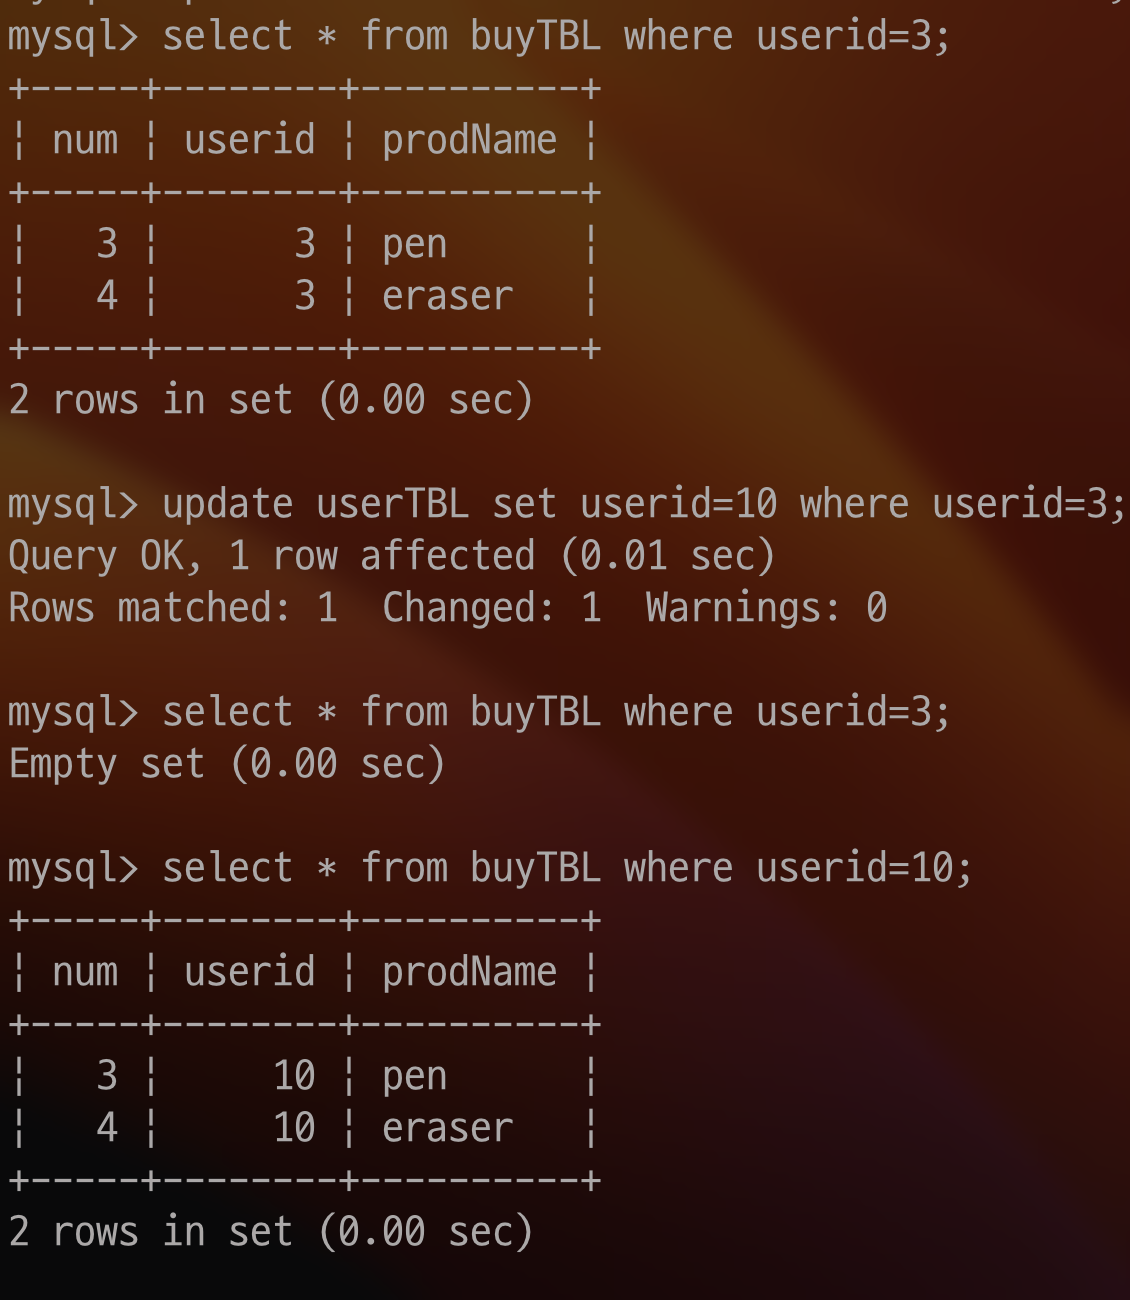 mysql> select * from buyTBL where userid=3;
+-----+--------+----------+
| num | userid | prodName |
+-----+--------+----------+
|   3 |      3 | pen      |
|   4 |      3 | eraser   |
+-----+--------+----------+
2 rows in set (0.00 sec)

mysql> update userTBL set userid=10 where userid=3;
Query OK, 1 row affected (0.01 sec)
Rows matched: 1  Changed: 1  Warnings: 0

mysql> select * from buyTBL where userid=3;
Empty set (0.00 sec)

mysql> select * from buyTBL where userid=10;
+-----+--------+----------+
| num | userid | prodName |
+-----+--------+----------+
|   3 |     10 | pen      |
|   4 |     10 | eraser   |
+-----+--------+----------+
2 rows in set (0.00 sec)